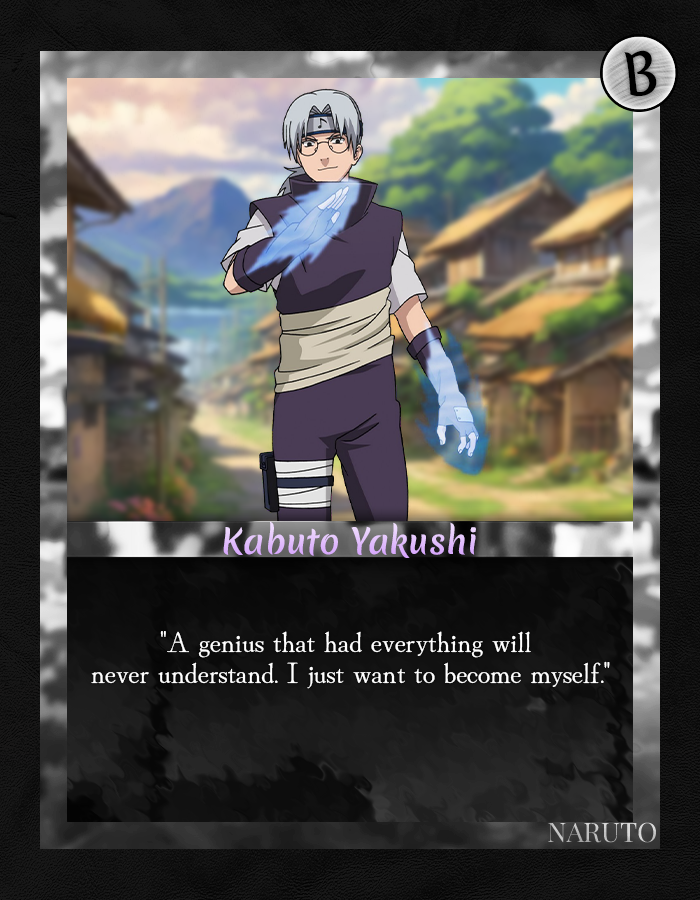 B
Kabuto Yakushi
"A genius that had everything will
never understand. I just want to become myself."
NARUTO